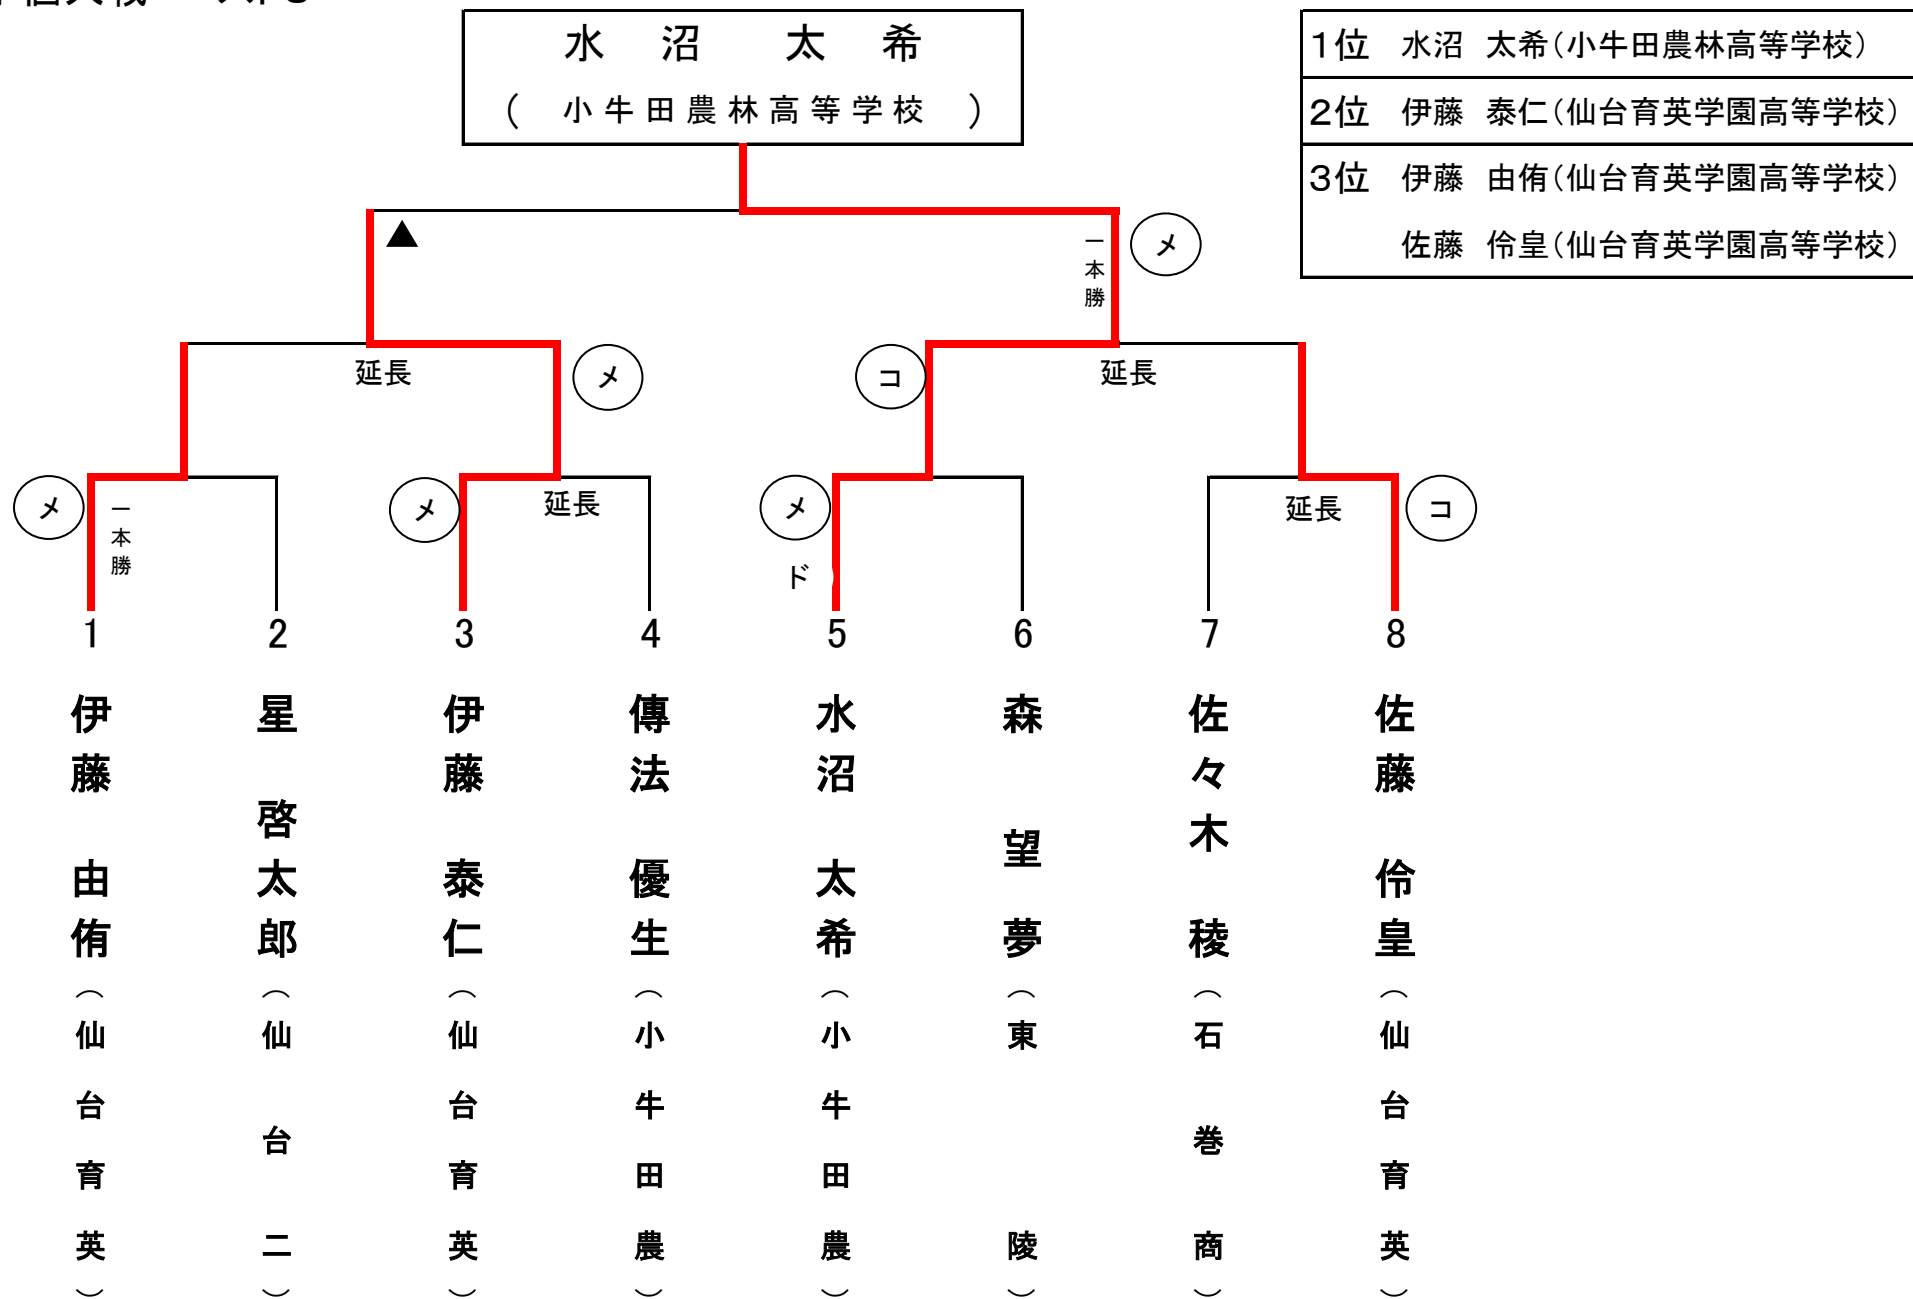 水沼 太希
( 小牛田農林高等学校 )
1位 水沼 太希(小牛田農林高等学校)
2位 伊藤 泰仁(仙台育英学園高等学校)
3位 伊藤 由侑(仙台育英学園高等学校)
佐藤 伶皇(仙台育英学園高等学校)
▲
一本勝
メ
延長
メ
コ
延長
メ
一本勝
メ
延長
メ
ド
延長
コ
1
2
3
4
5
6
7
8
伊藤 由侑(仙台育英)
星 啓太郎(仙台二)
伊藤 泰仁(仙台育英)
傳法 優生(小牛田農)
水沼 太希(小牛田農)
森 望夢(東陵)
佐々木 稜(石巻商)
佐藤 伶皇(仙台育英)